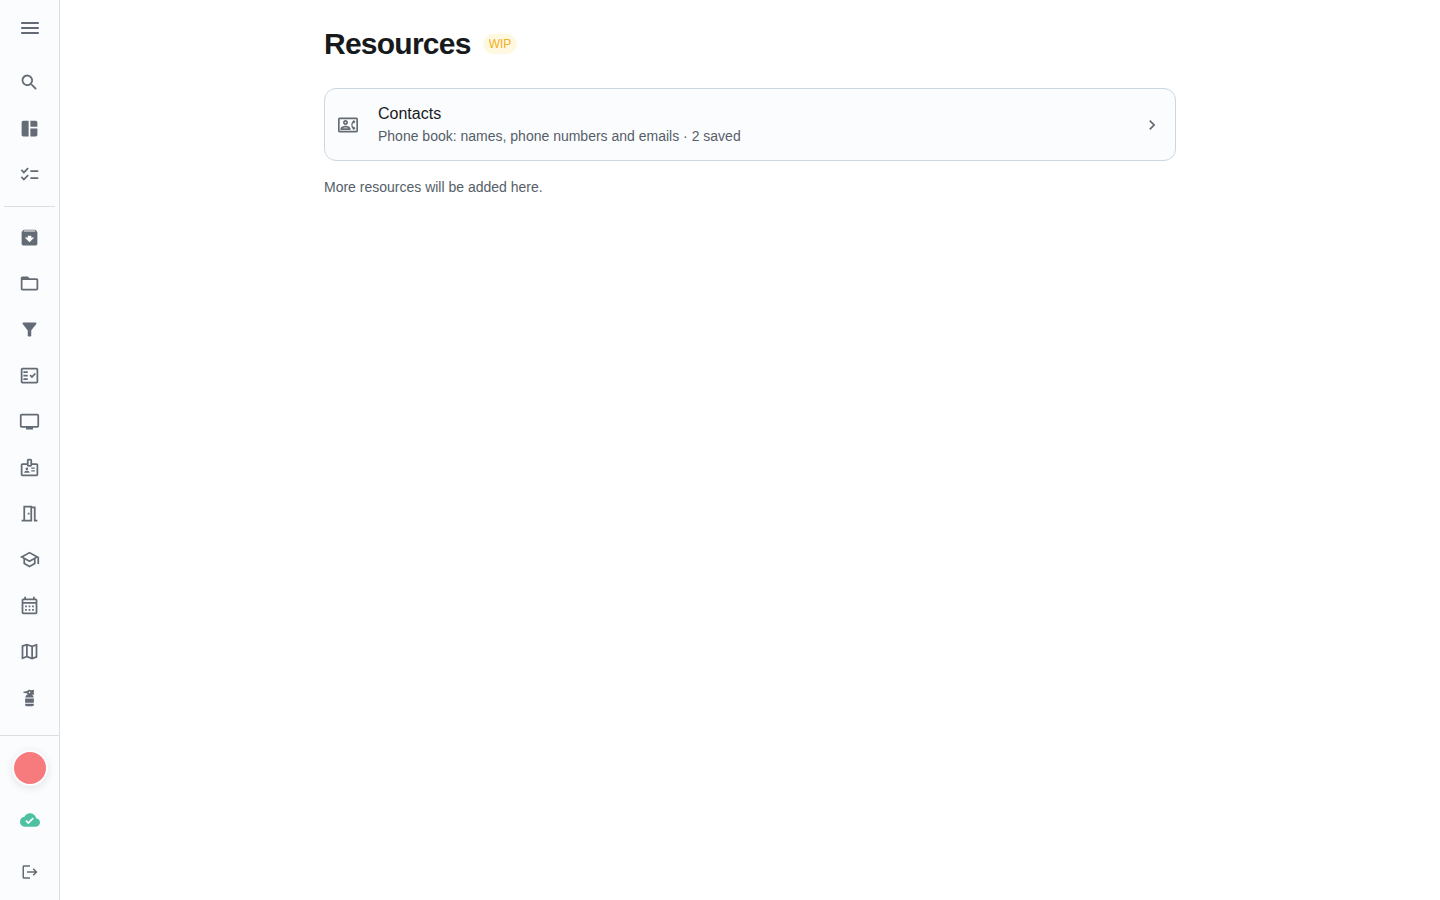 Resources WIP
Contacts
Phone book: names, phone numbers and emails · 2 saved
More resources will be added here.